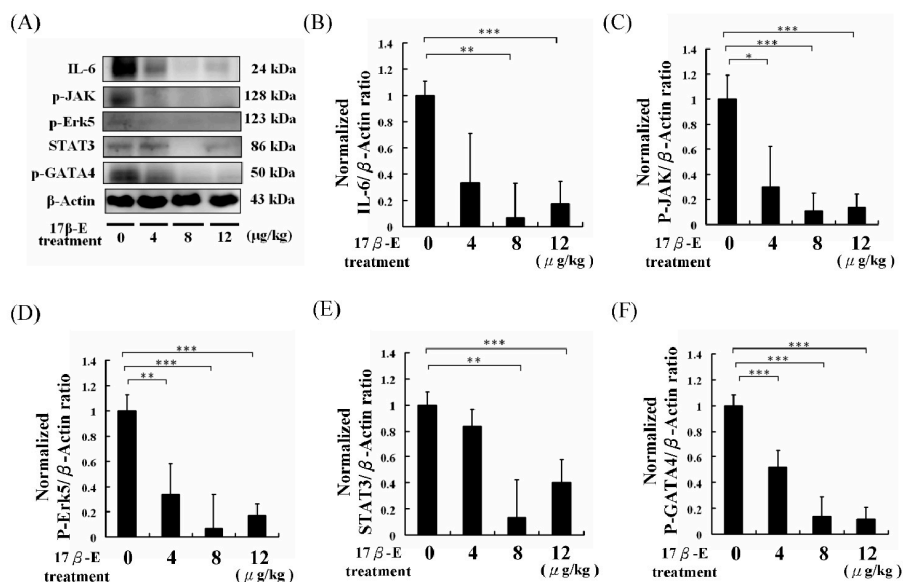 (A)
IL-6 24 kDa
p-JAK 128 kDa
p-Erk5 123 kDa
STAT3 86 kDa
p-GATA4 50 kDa
β-Actin 43 kDa
17β-E
treatment 0 4 8 12 (μg/kg)
(B)
Normalized
IL-6/β-Actin ratio
1.4
1.2
1
0.8
0.6
0.4
0.2
0
***
**
17β-E 0 4 8 12
treatment (μg/kg)
(C)
Normalized
P-JAK/β-Actin ratio
1.4
1.2
1
0.8
0.6
0.4
0.2
0
***
***
*
17β-E 0 4 8 12
treatment (μg/kg)
(D)
Normalized
P-Erk5/β-Actin ratio
1.4
1.2
1
0.8
0.6
0.4
0.2
0
***
***
**
17β-E 0 4 8 12
treatment (μg/kg)
(E)
Normalized
STAT3/β-Actin ratio
1.4
1.2
1
0.8
0.6
0.4
0.2
0
***
**
17β-E 0 4 8 12
treatment (μg/kg)
(F)
Normalized
P-GATA4/β-Actin ratio
1.4
1.2
1
0.8
0.6
0.4
0.2
0
***
***
***
17β-E 0 4 8 12
treatment (μg/kg)